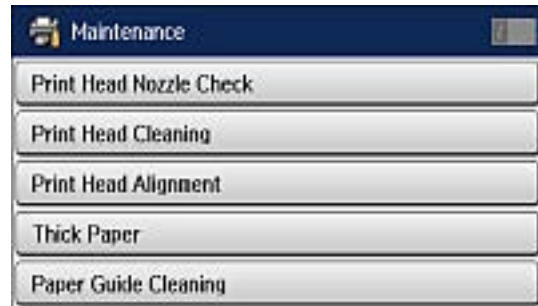 Maintenance
Print Head Nozzle Check
Print Head Cleaning
Print Head Alignment
Thick Paper
Paper Guide Cleaning